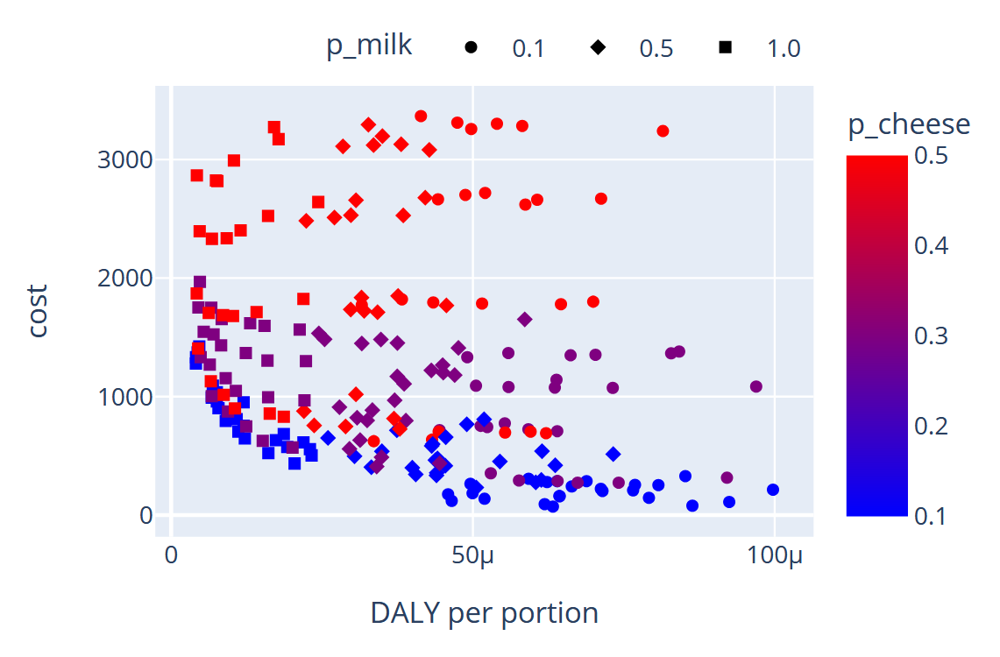 p_milk 0.1 0.5 1.0
p_cheese
0.5
0.4
0.3
0.2
0.1
cost
3000
2000
1000
0
0 50μ 100μ
DALY per portion